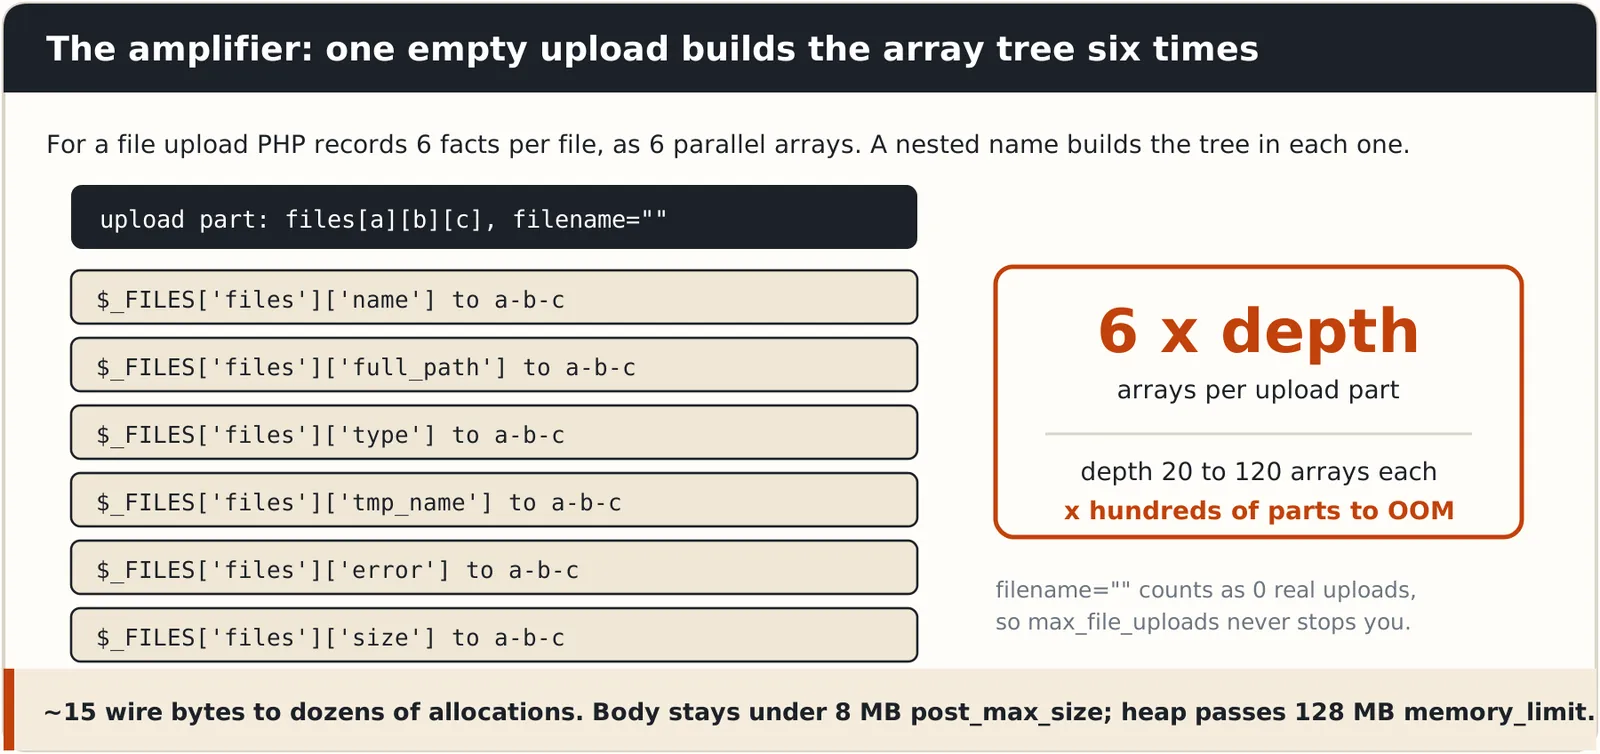 The amplifier: one empty upload builds the array tree six times
For a file upload PHP records 6 facts per file, as 6 parallel arrays. A nested name builds the tree in each one.
upload part: files[a][b][c], filename=""
$_FILES['files']['name'] to a-b-c
$_FILES['files']['full_path'] to a-b-c
$_FILES['files']['type'] to a-b-c
$_FILES['files']['tmp_name'] to a-b-c
$_FILES['files']['error'] to a-b-c
$_FILES['files']['size'] to a-b-c
6 x depth
arrays per upload part
depth 20 to 120 arrays each
x hundreds of parts to OOM
filename="" counts as 0 real uploads,
so max_file_uploads never stops you.
~15 wire bytes to dozens of allocations. Body stays under 8 MB post_max_size; heap passes 128 MB memory_limit.